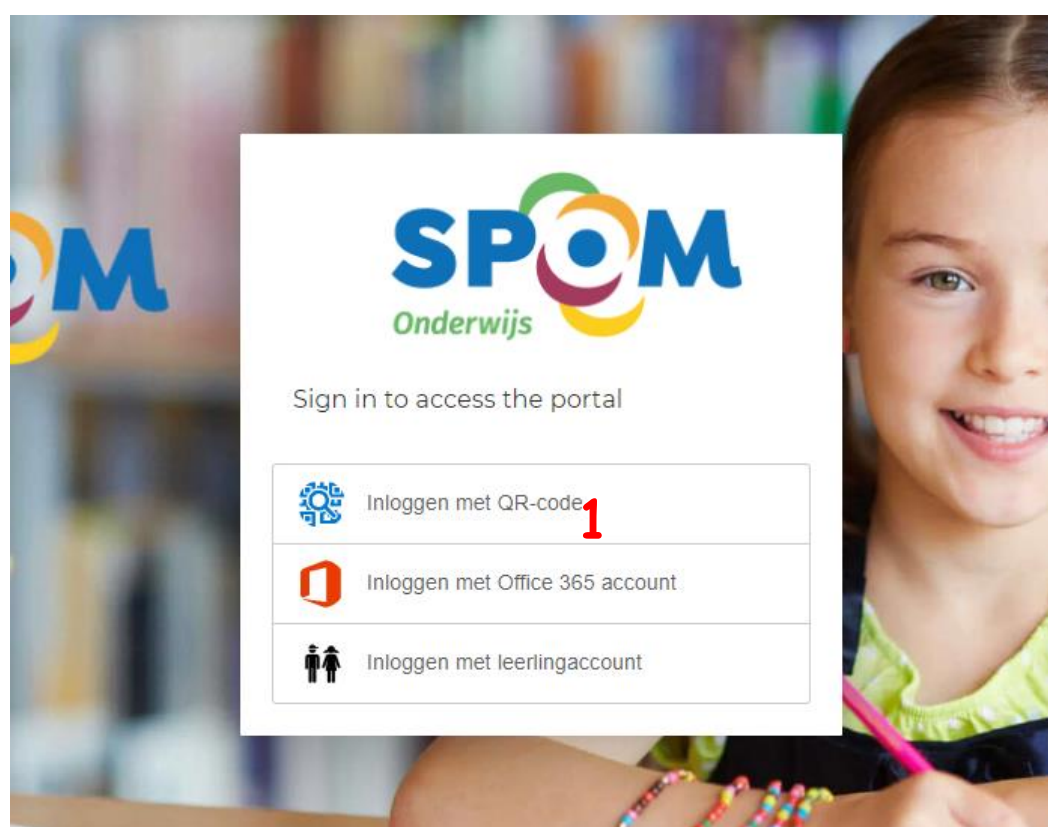 OM
SPOM
Onderwijs
Sign in to access the portal
Inloggen met QR-code
1
Inloggen met Office 365 account
Inloggen met leerlingaccount